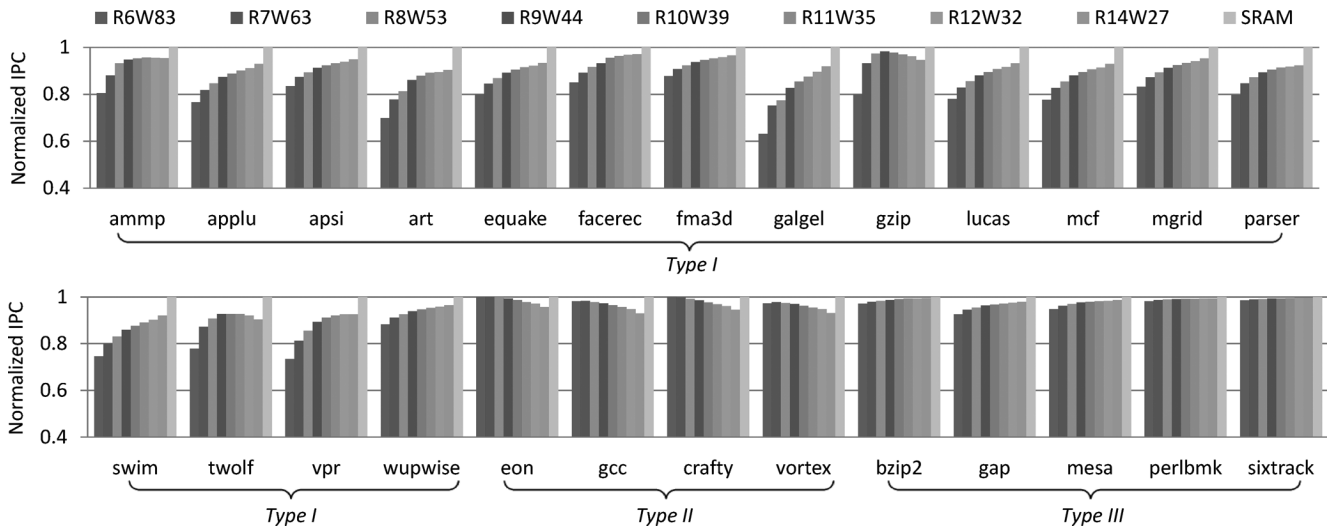 R6W83 R7W63 R8W53 R9W44 R10W39 R11W35 R12W32 R14W27 SRAM
Normalized IPC
1
0.8
0.6
0.4
ammp applu apsi art equake facerec fma3d galgel gzip lucas mcf mgrid parser
Type I
Normalized IPC
1
0.8
0.6
0.4
swim twolf vpr wupwise eon gcc crafty vortex bzip2 gap mesa perlbmk sixtrack
Type I Type II Type III